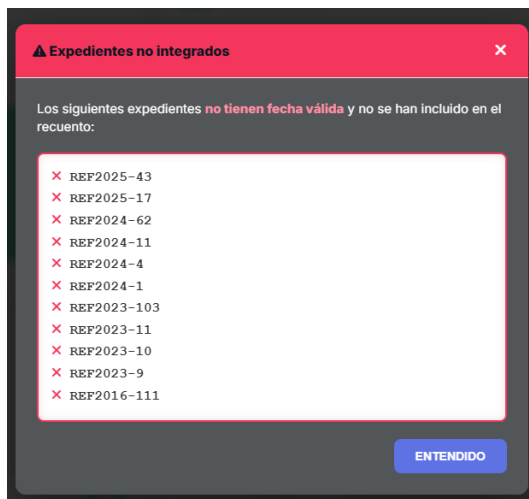 Expedientes no integrados
Los siguientes expedientes no tienen fecha válida y no se han incluido en el
recuento:
REF2025-43
REF2025-17
REF2024-62
REF2024-11
REF2024-4
REF2024-1
REF2023-103
REF2023-11
REF2023-10
REF2023-9
REF2016-111
ENTENDIDO